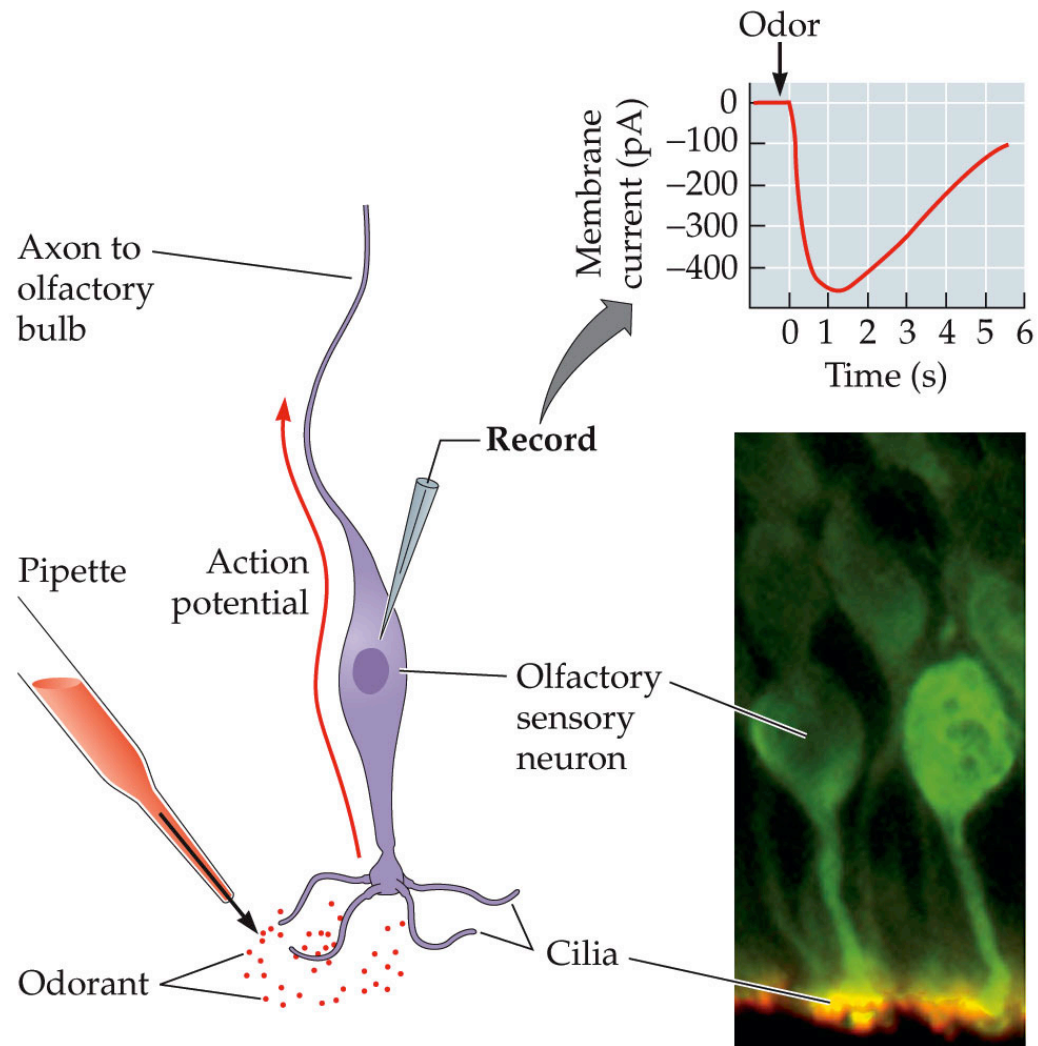 Odor
0
−100
−200
−300
−400
Membrane
current (pA)
0 1 2 3 4 5 6
Time (s)
Axon to
olfactory
bulb
Record
Action
potential
Pipette
Olfactory
sensory
neuron
Cilia
Odorant